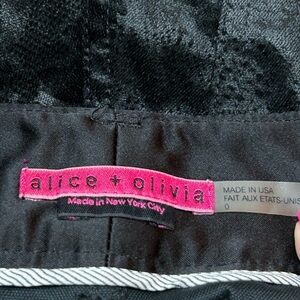 alice + olivia
Made in New York City
MADE IN USA
FAIT AUX ETATS-UNIS
0